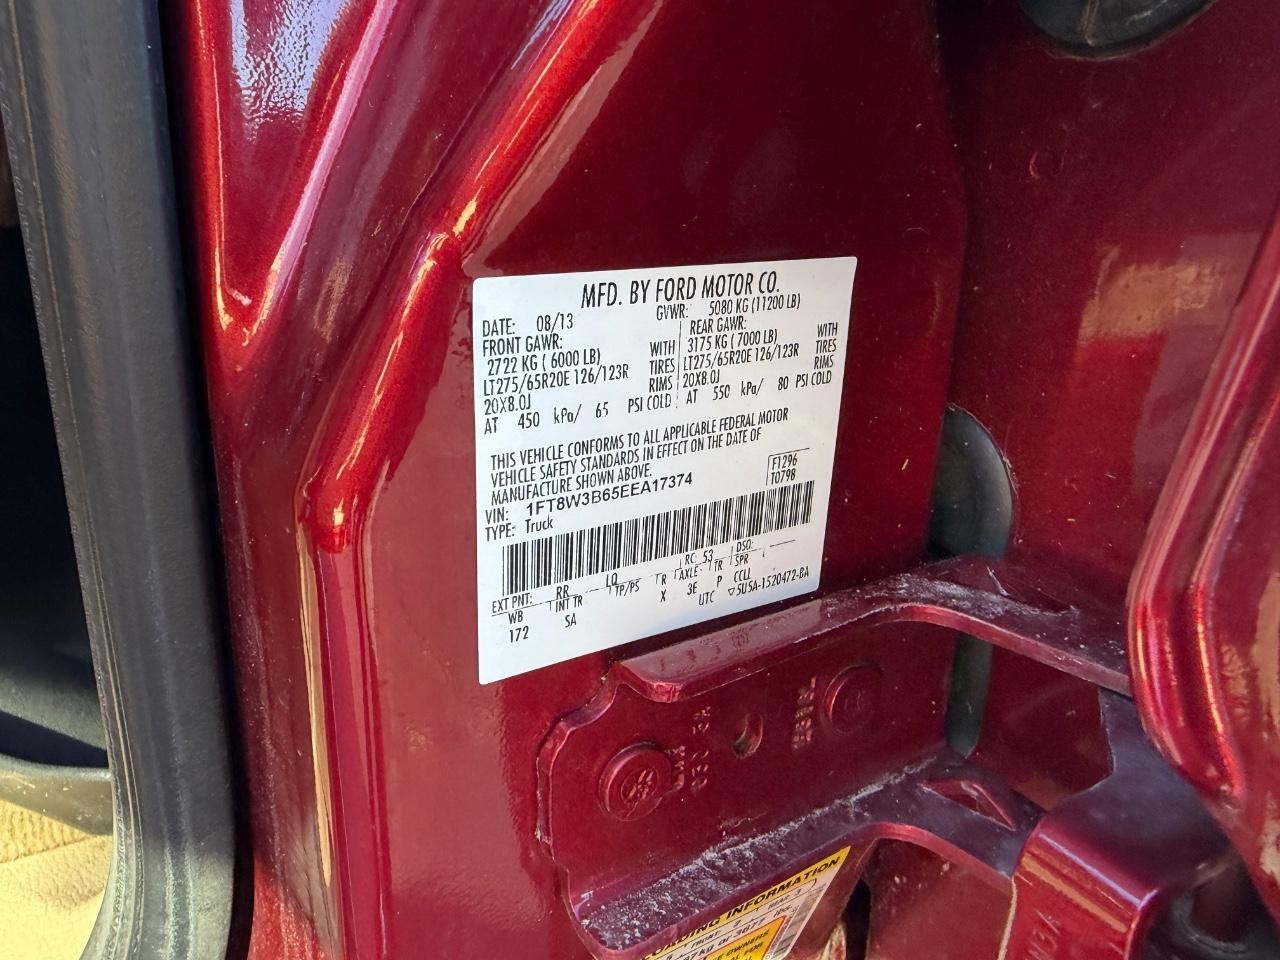 MFD. BY FORD MOTOR CO.
DATE: 08/13 GVWR: 5080 KG (11200 LB)
FRONT GAWR: REAR GAWR:
2722 KG ( 6000 LB) WITH 3175 KG ( 7000 LB) WITH
LT275/65R20E 126/123R TIRES LT275/65R20E 126/123R TIRES
20X8.0J RIMS 20X8.0J RIMS
AT 450 kPa/ 65 PSI COLD AT 550 kPa/ 80 PSI COLD
THIS VEHICLE CONFORMS TO ALL APPLICABLE FEDERAL MOTOR
VEHICLE SAFETY STANDARDS IN EFFECT ON THE DATE OF
MANUFACTURE SHOWN ABOVE.
F1296
T0798
VIN: 1FT8W3B65EEA17374
TYPE: Truck
EXT PNT: RR LQ RC: 53 DSO:
WB INT TR TP/PS R AXLE TR SPR
172 SA X 3E P CCLL
UTC ▽5U5A-1520472-BA
INFORMATION